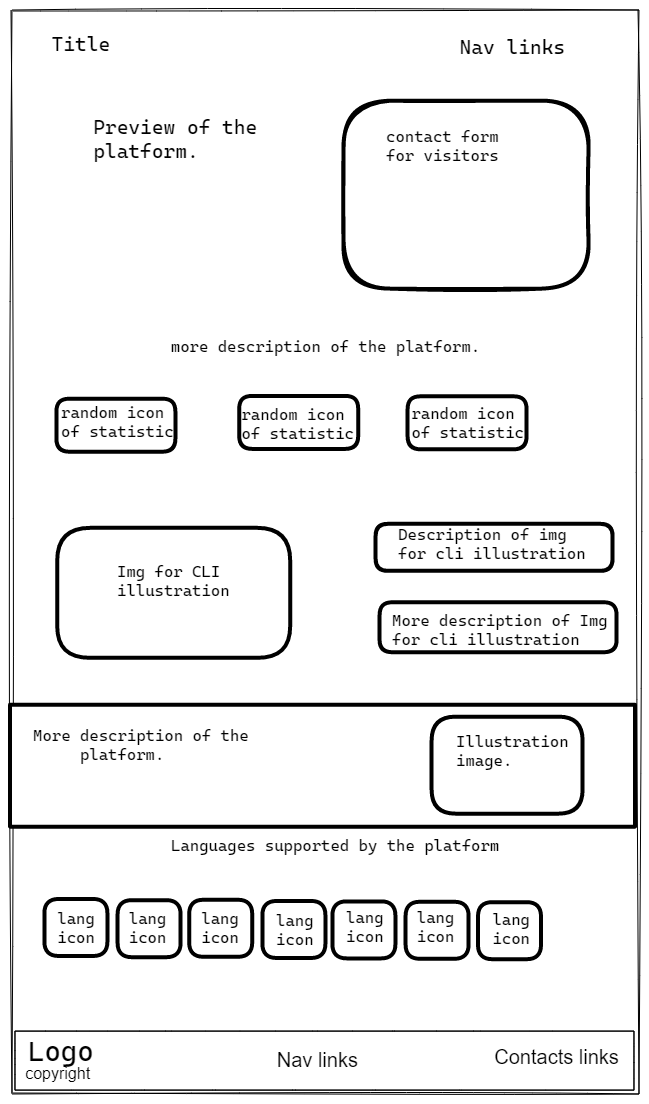 Title
Nav links
Preview of the
platform.
contact form
for visitors
more description of the platform.
random icon
of statistic
random icon
of statistic
random icon
of statistic
Img for CLI
illustration
Description of img
for cli illustration
More description of Img
for cli illustration
More description of the
platform.
Illustration
image.
Languages supported by the platform
lang
icon
lang
icon
lang
icon
lang
icon
lang
icon
lang
icon
lang
icon
Logo
copyright
Nav links
Contacts links